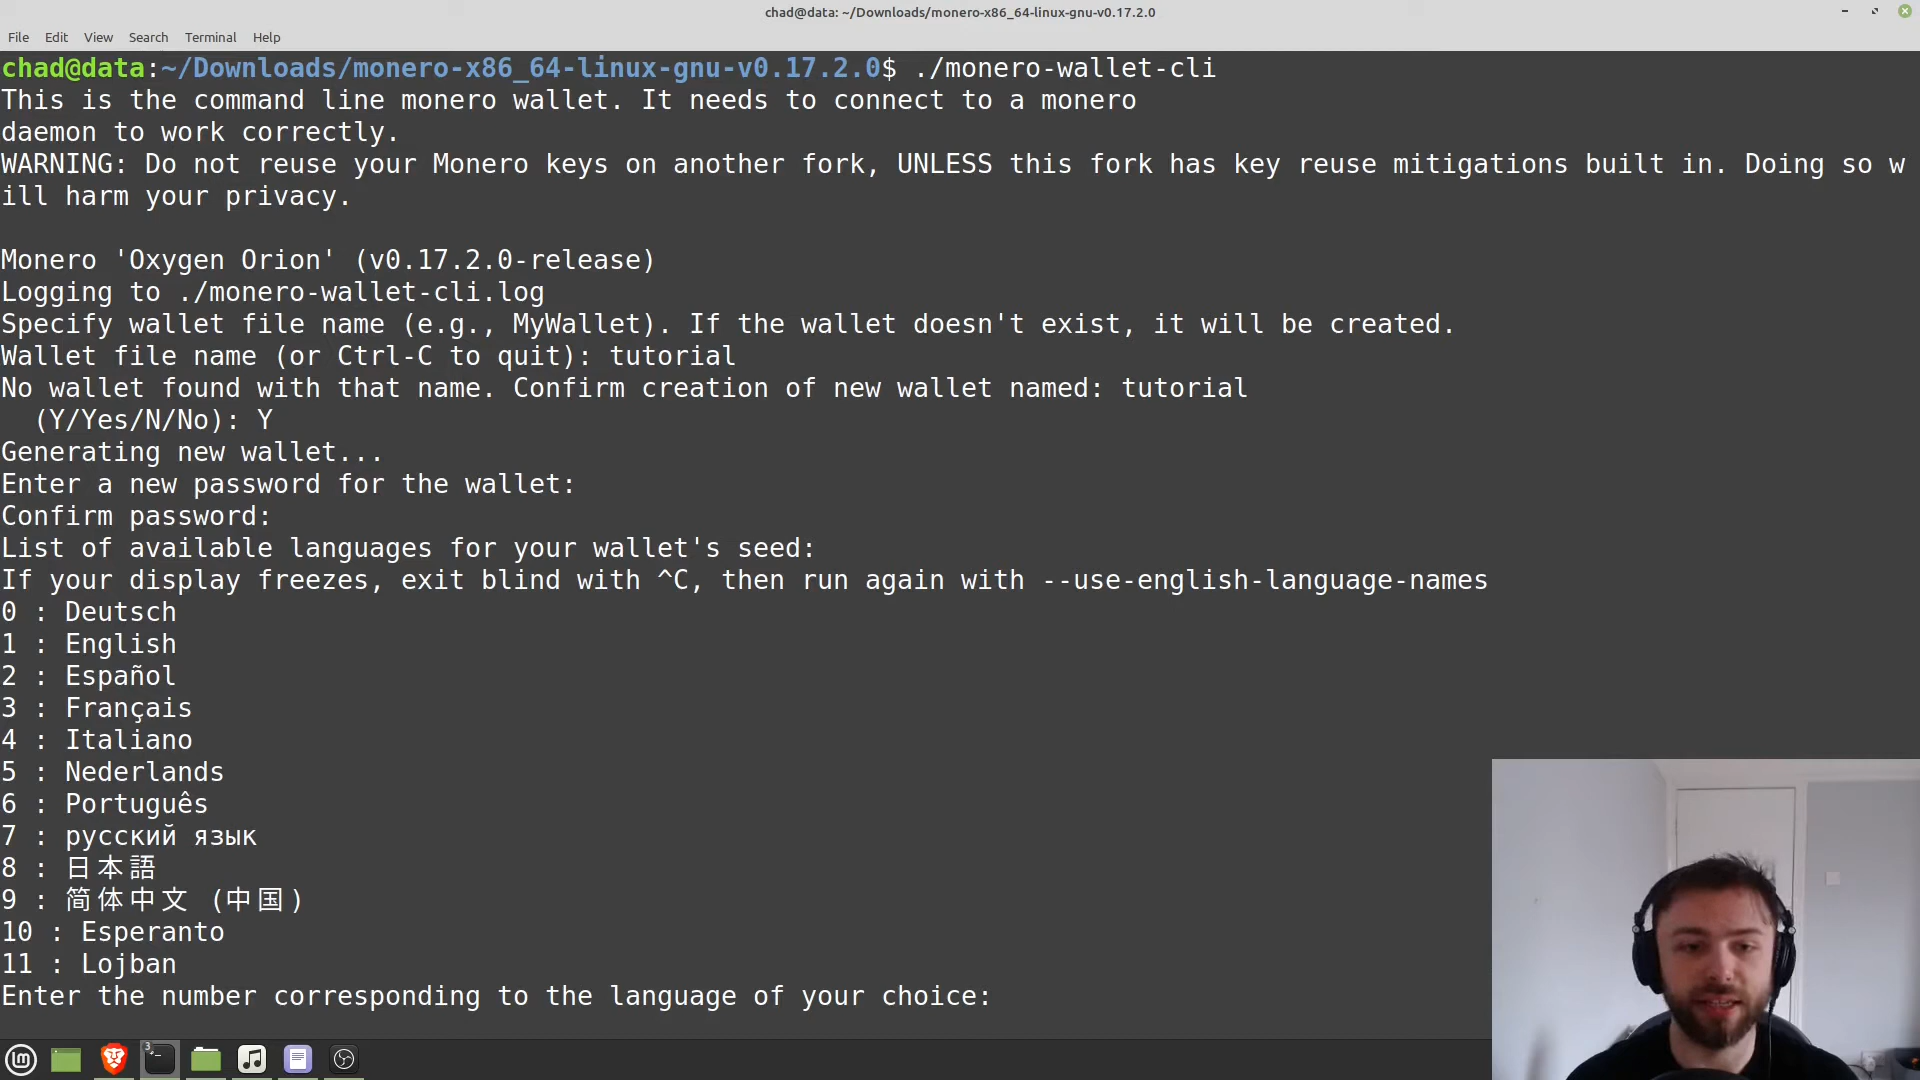 chad@data: ~/Downloads/monero-x86_64-linux-gnu-v0.17.2.0
File Edit View Search Terminal Help
chad@data:~/Downloads/monero-x86_64-linux-gnu-v0.17.2.0$ ./monero-wallet-cli
This is the command line monero wallet. It needs to connect to a monero
daemon to work correctly.
WARNING: Do not reuse your Monero keys on another fork, UNLESS this fork has key reuse mitigations built in. Doing so w
ill harm your privacy.
Monero 'Oxygen Orion' (v0.17.2.0-release)
Logging to ./monero-wallet-cli.log
Specify wallet file name (e.g., MyWallet). If the wallet doesn't exist, it will be created.
Wallet file name (or Ctrl-C to quit): tutorial
No wallet found with that name. Confirm creation of new wallet named: tutorial
(Y/Yes/N/No): Y
Generating new wallet...
Enter a new password for the wallet:
Confirm password:
List of available languages for your wallet's seed:
If your display freezes, exit blind with ^C, then run again with --use-english-language-names
0 : Deutsch
1 : English
2 : Español
3 : Français
4 : Italiano
5 : Nederlands
6 : Português
7 : русский язык
8 : 日本語
9 : 简体中文 (中国)
10 : Esperanto
11 : Lojban
Enter the number corresponding to the language of your choice:
3